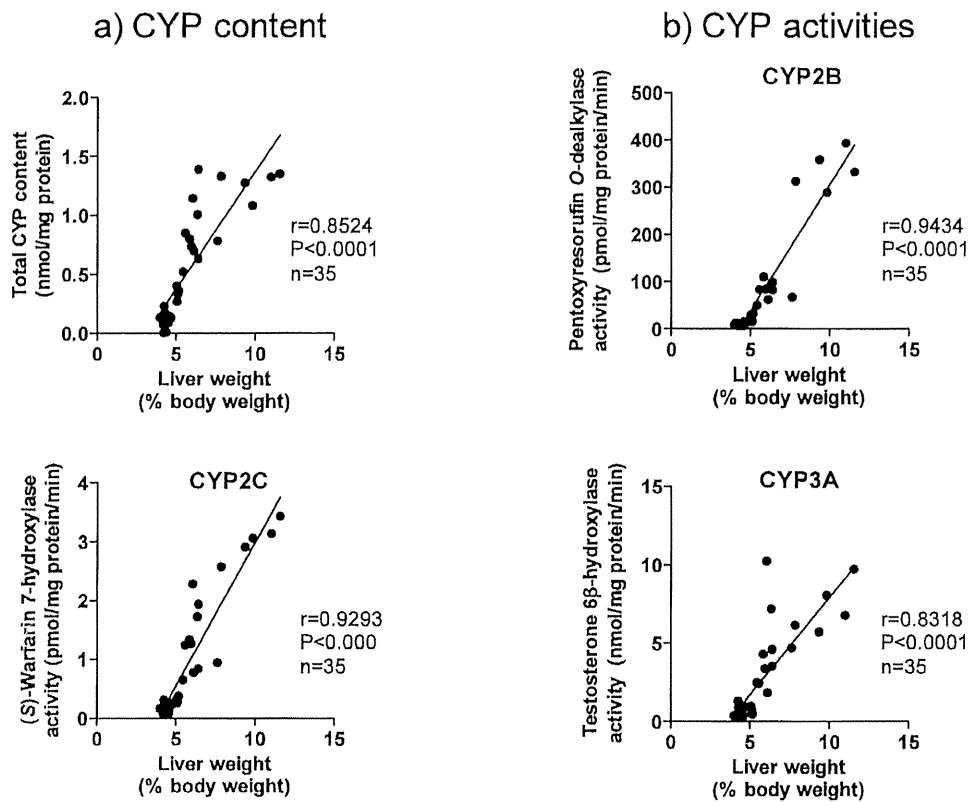 a) CYP content
b) CYP activities
Total CYP content
(nmol/mg protein)
2.0
1.5
1.0
0.5
0.0
r=0.8524
P<0.0001
n=35
0
5
10
15
Liver weight
(% body weight)
CYP2B
Pentoxyresorufin O-dealkylase
activity (pmol/mg protein/min)
500
400
300
200
100
0
r=0.9434
P<0.0001
n=35
0
5
10
15
Liver weight
(% body weight)
CYP2C
(S)-Warfarin 7-hydroxylase
activity (pmol/mg protein/min)
4
3
2
1
0
r=0.9293
P<0.000
n=35
0
5
10
15
Liver weight
(% body weight)
CYP3A
Testosterone 6β-hydroxylase
activity (nmol/mg protein/min)
15
10
5
0
r=0.8318
P<0.0001
n=35
0
5
10
15
Liver weight
(% body weight)